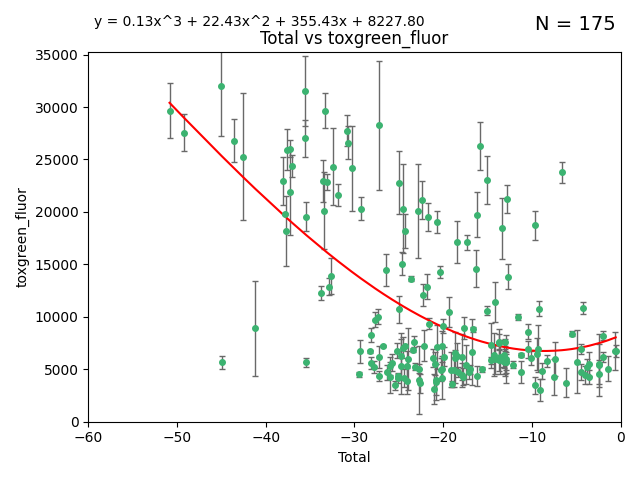 y = 0.13x^3 + 22.43x^2 + 355.43x + 8227.80
N = 175
Total vs toxgreen_fluor
35000
30000
25000
20000
15000
10000
5000
0
toxgreen_fluor
−60 −50 −40 −30 −20 −10 0
Total